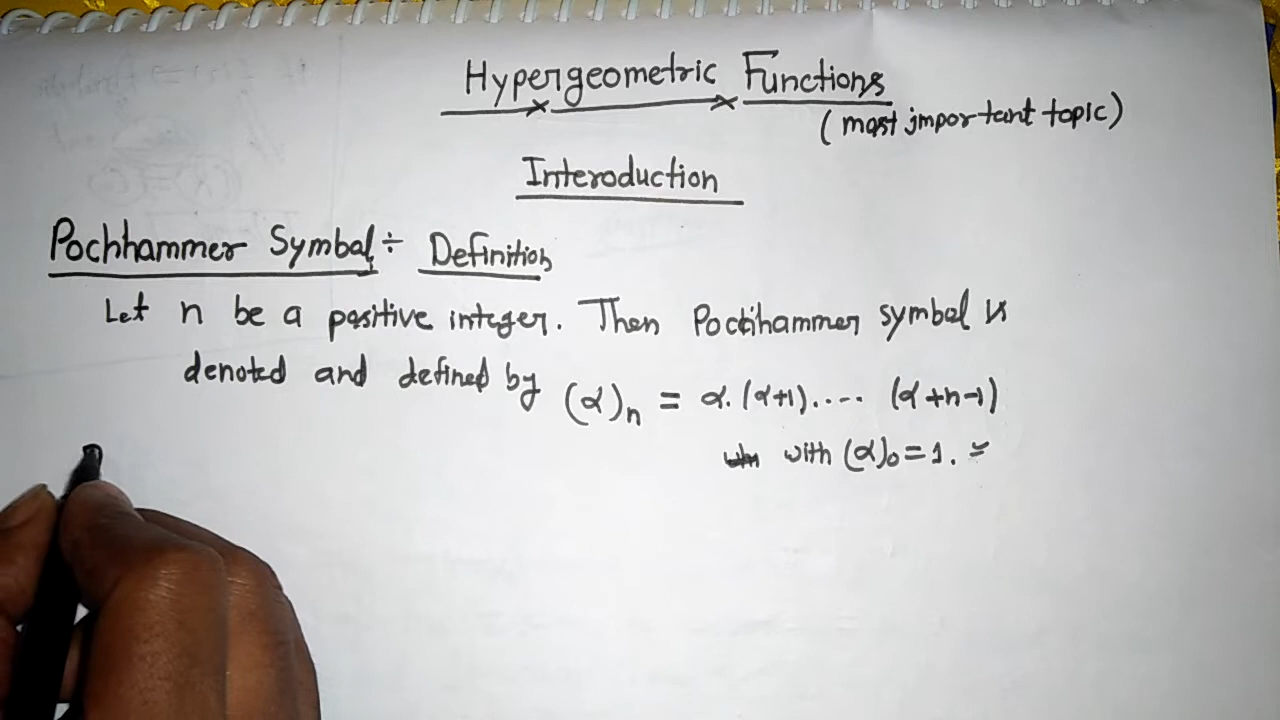 Hypergeometric Functions
(most important topic)
Interoduction
Pochhammer Symbol ÷ Definition
Let n be a positive integer. Then Pochhammer symbol is
denoted and defined by (α)n = α.(α+1)..... (α+n-1)
with (α)0 = 1.